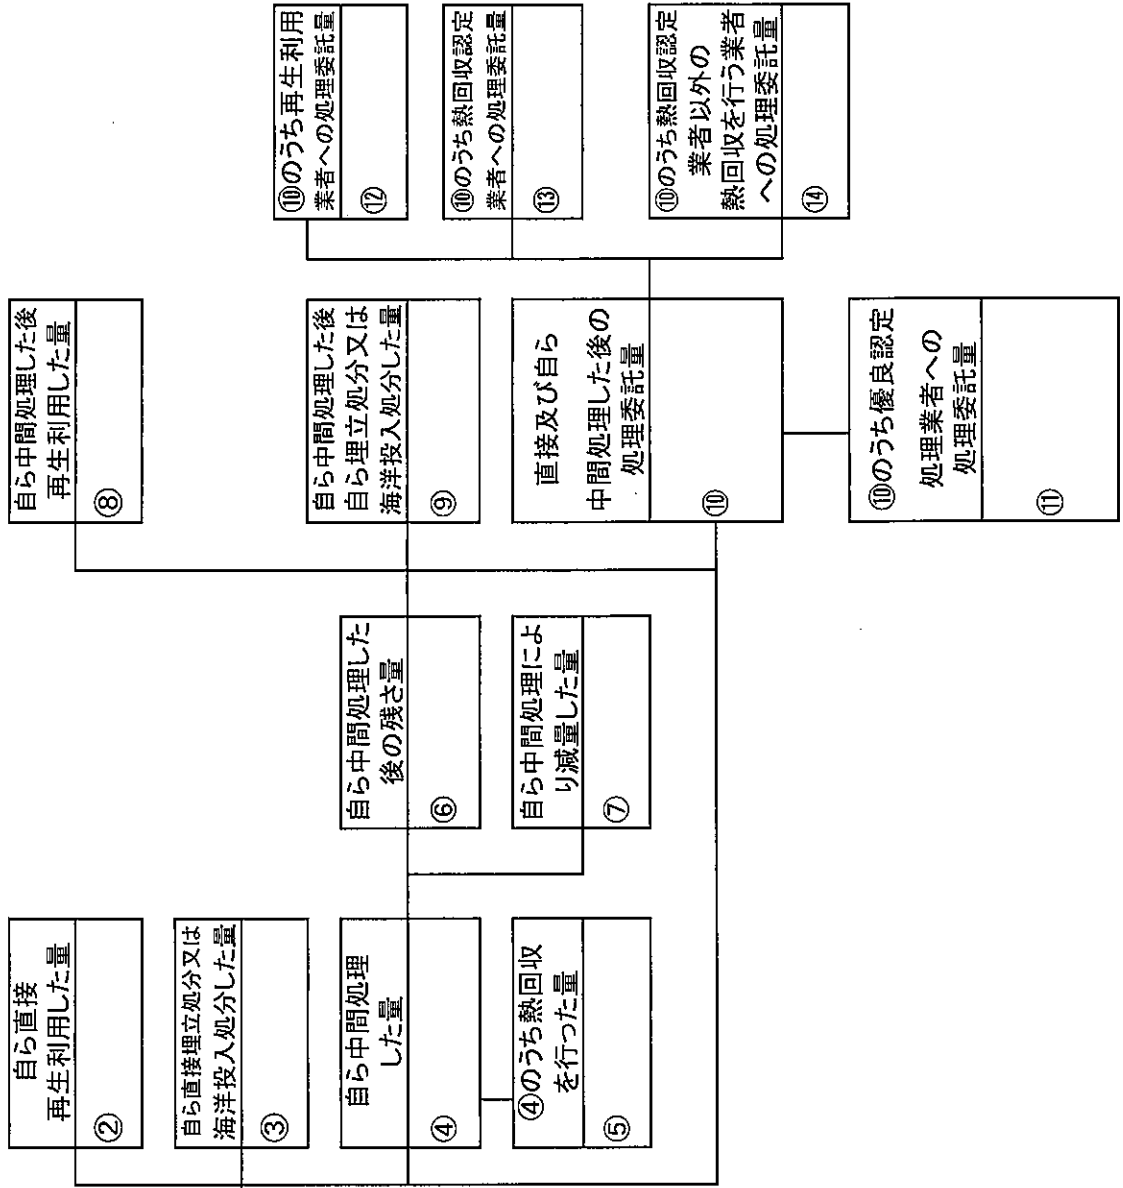 自ら直接
再生利用した量
②
自ら直接埋立処分又は
海洋投入処分した量
③
自ら中間処理
した量
④
④のうち熱回収
を行った量
⑤
自ら中間処理した
後の残さ量
⑥
自ら中間処理によ
り減量した量
⑦
自ら中間処理した後
再生利用した量
⑧
自ら中間処理した後
自ら埋立処分又は
海洋投入処分した量
⑨
直接及び自ら
中間処理した後の
処理委託量
⑩
⑩のうち優良認定
処理業者への
処理委託量
⑪
⑩のうち再生利用
業者への処理委託量
⑫
⑩のうち熱回収認定
業者への処理委託量
⑬
⑩のうち熱回収認定
業者以外の
熱回収を行う業者
への処理委託量
⑭